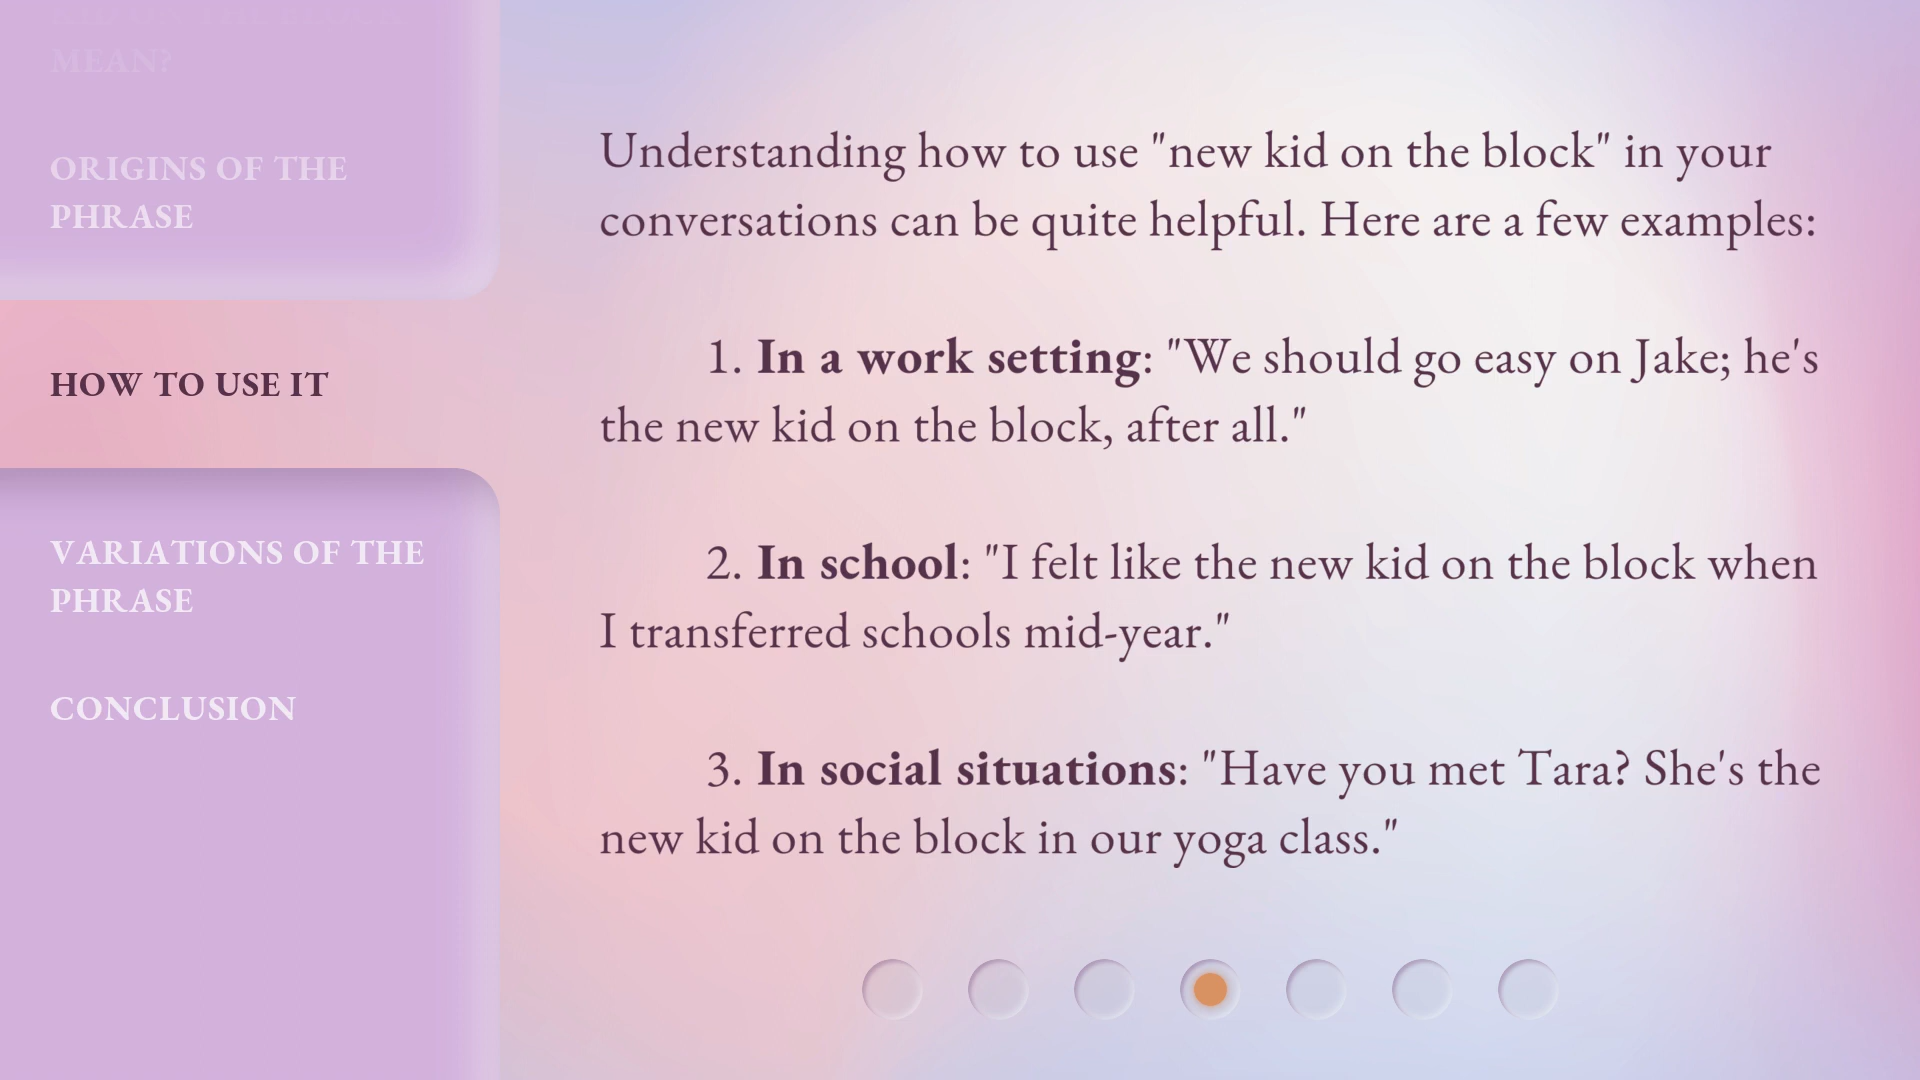 MEAN?
ORIGINS OF THE
PHRASE
HOW TO USE IT
VARIATIONS OF THE
PHRASE
CONCLUSION
Understanding how to use "new kid on the block" in your
conversations can be quite helpful. Here are a few examples:
1. In a work setting: "We should go easy on Jake; he's
the new kid on the block, after all."
2. In school: "I felt like the new kid on the block when
I transferred schools mid-year."
3. In social situations: "Have you met Tara? She's the
new kid on the block in our yoga class."